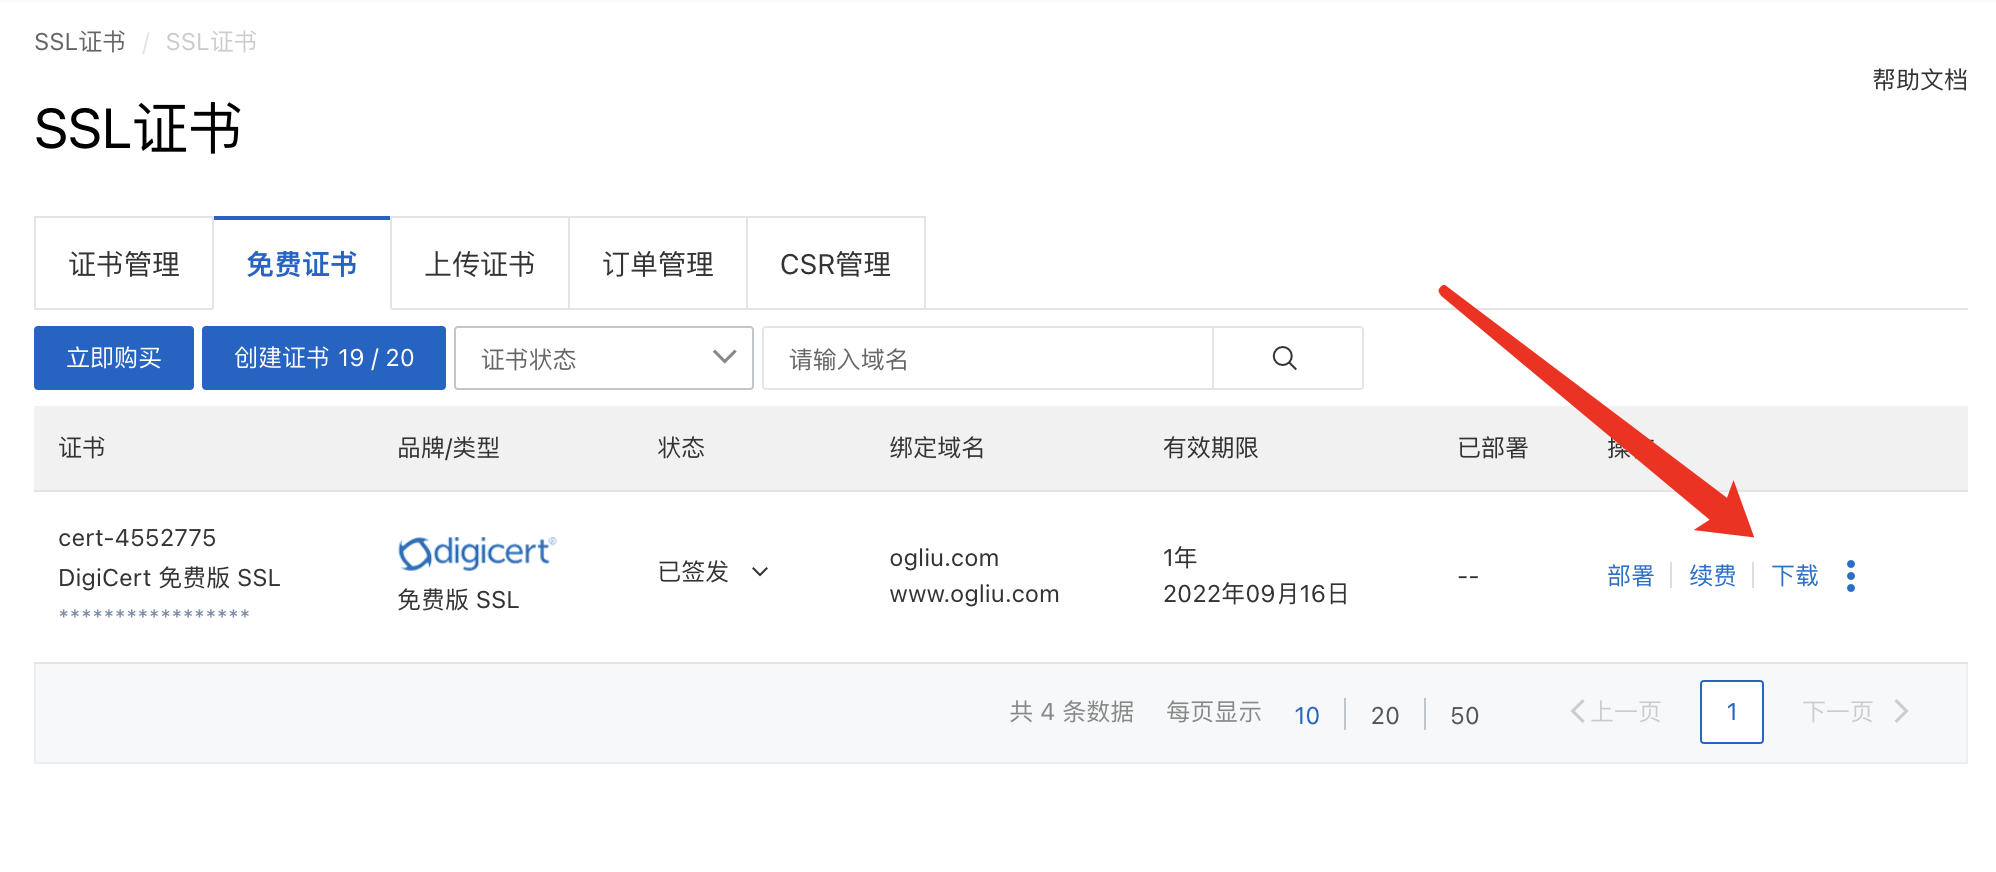 SSL证书 / SSL证书
帮助文档
SSL证书
证书管理 免费证书 上传证书 订单管理 CSR管理
立即购买 创建证书 19 / 20 证书状态 请输入域名
证书 品牌/类型 状态 绑定域名 有效期限 已部署 操
cert-4552775
DigiCert 免费版 SSL
*****************
digicert®
免费版 SSL
已签发
ogliu.com
www.ogliu.com
1年
2022年09月16日
--
部署 续费 下载
共 4 条数据 每页显示 10 20 50 上一页 1 下一页